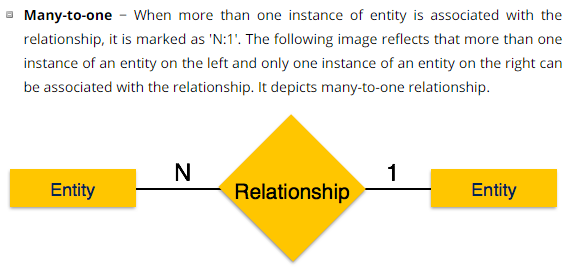 Many-to-one − When more than one instance of entity is associated with the
relationship, it is marked as 'N:1'. The following image reflects that more than one
instance of an entity on the left and only one instance of an entity on the right can
be associated with the relationship. It depicts many-to-one relationship.
N
1
Entity
Relationship
Entity